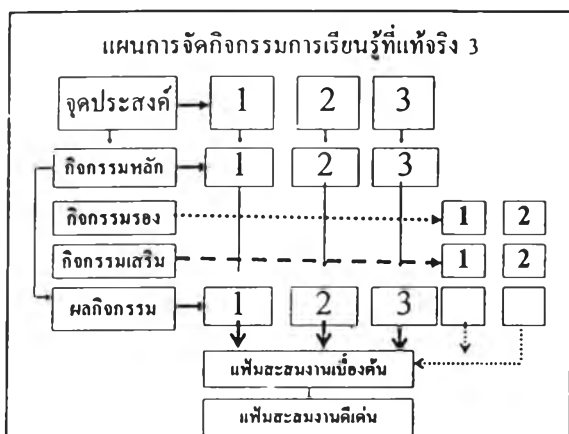 แผนการจัดกิจกรรมการเรียนรู้ที่แท้จริง 3
จุดประสงค์ 1 2 3
กิจกรรมหลัก 1 2 3
กิจกรรมรอง 1 2
กิจกรรมเสริม 1 2
ผลกิจกรรม 1 2 3
แฟ้มสะสมงานเบื้องต้น
แฟ้มสะสมงานดีเด่น